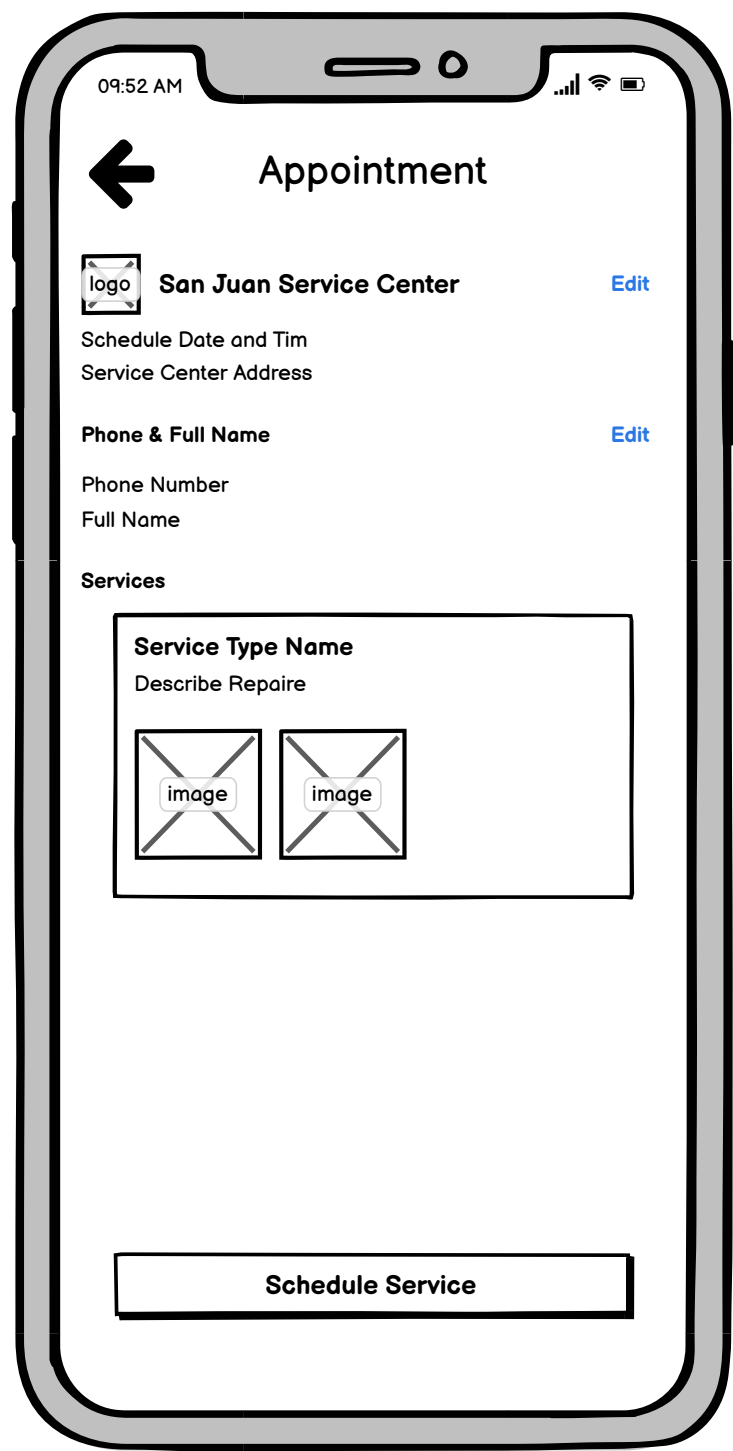 09:52 AM
Appointment
logo
San Juan Service Center
Edit
Schedule Date and Tim
Service Center Address
Phone & Full Name
Edit
Phone Number
Full Name
Services
Service Type Name
Describe Repaire
image
image
Schedule Service